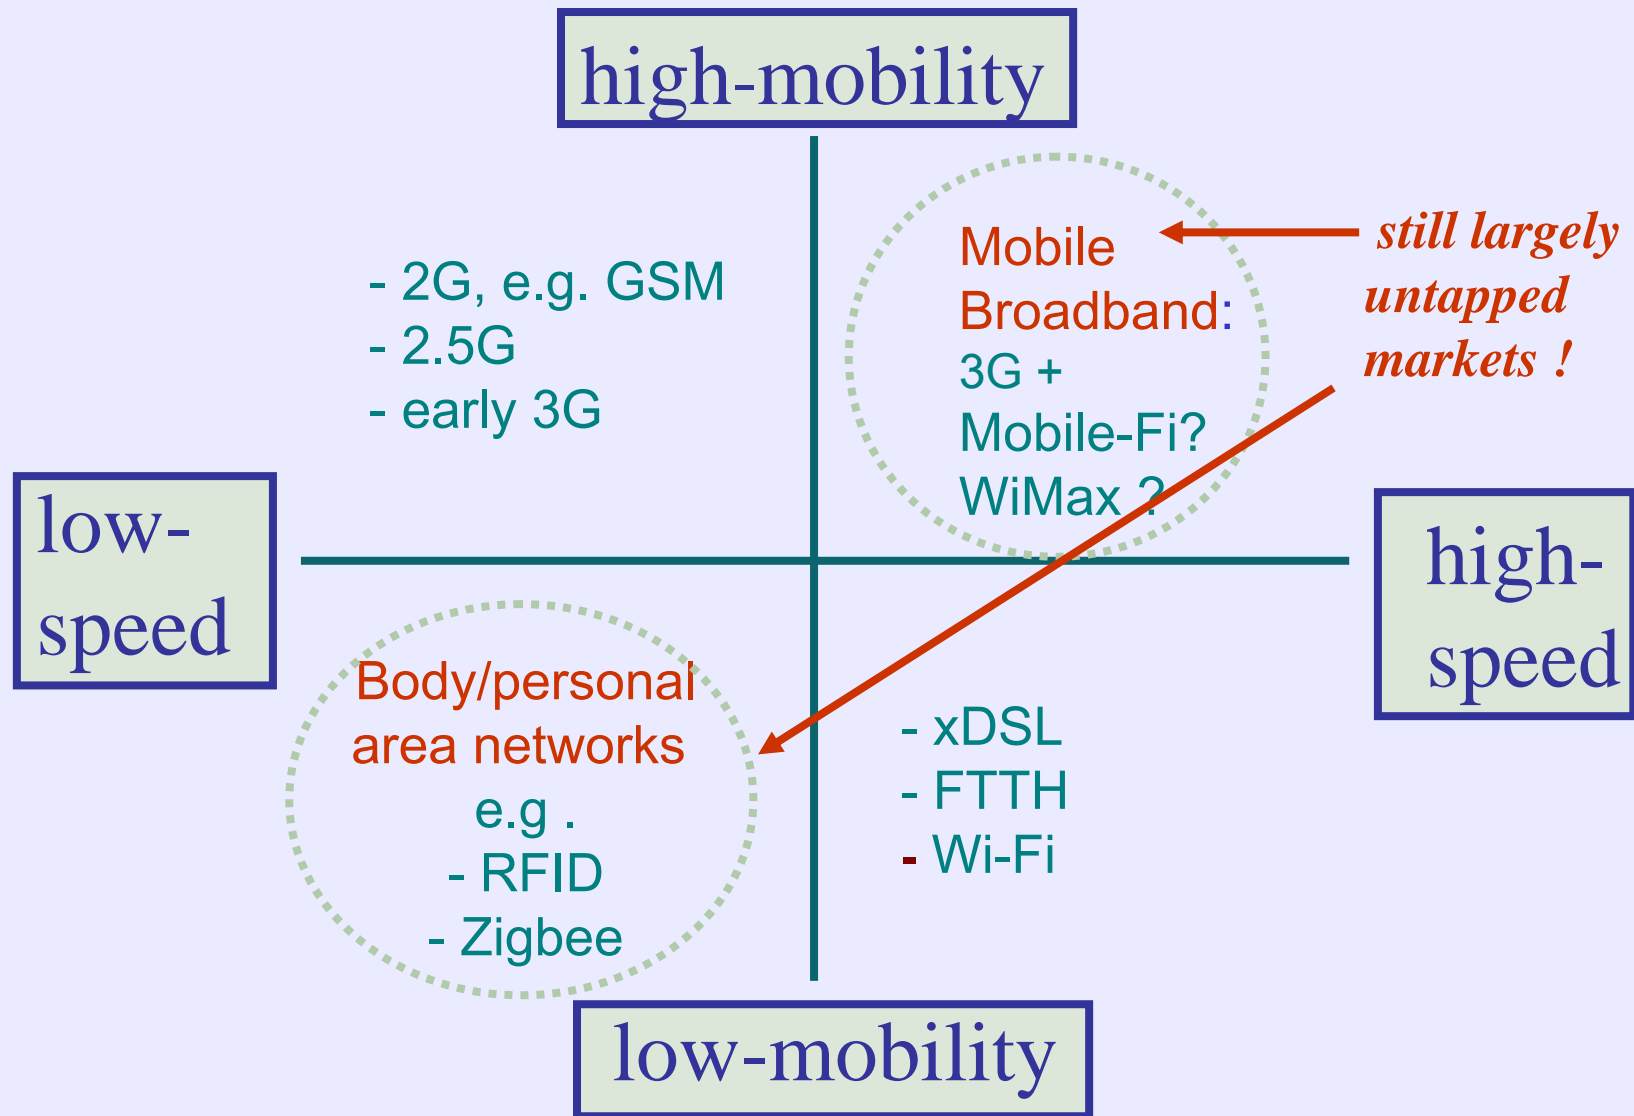 high-mobility
- 2G, e.g. GSM
- 2.5G
- early 3G
Mobile
Broadband:
3G +
Mobile-Fi?
WiMax ?
still largely
untapped
markets !
low-
speed
high-
speed
Body/personal
area networks
e.g .
- RFID
- Zigbee
- xDSL
- FTTH
- Wi-Fi
low-mobility